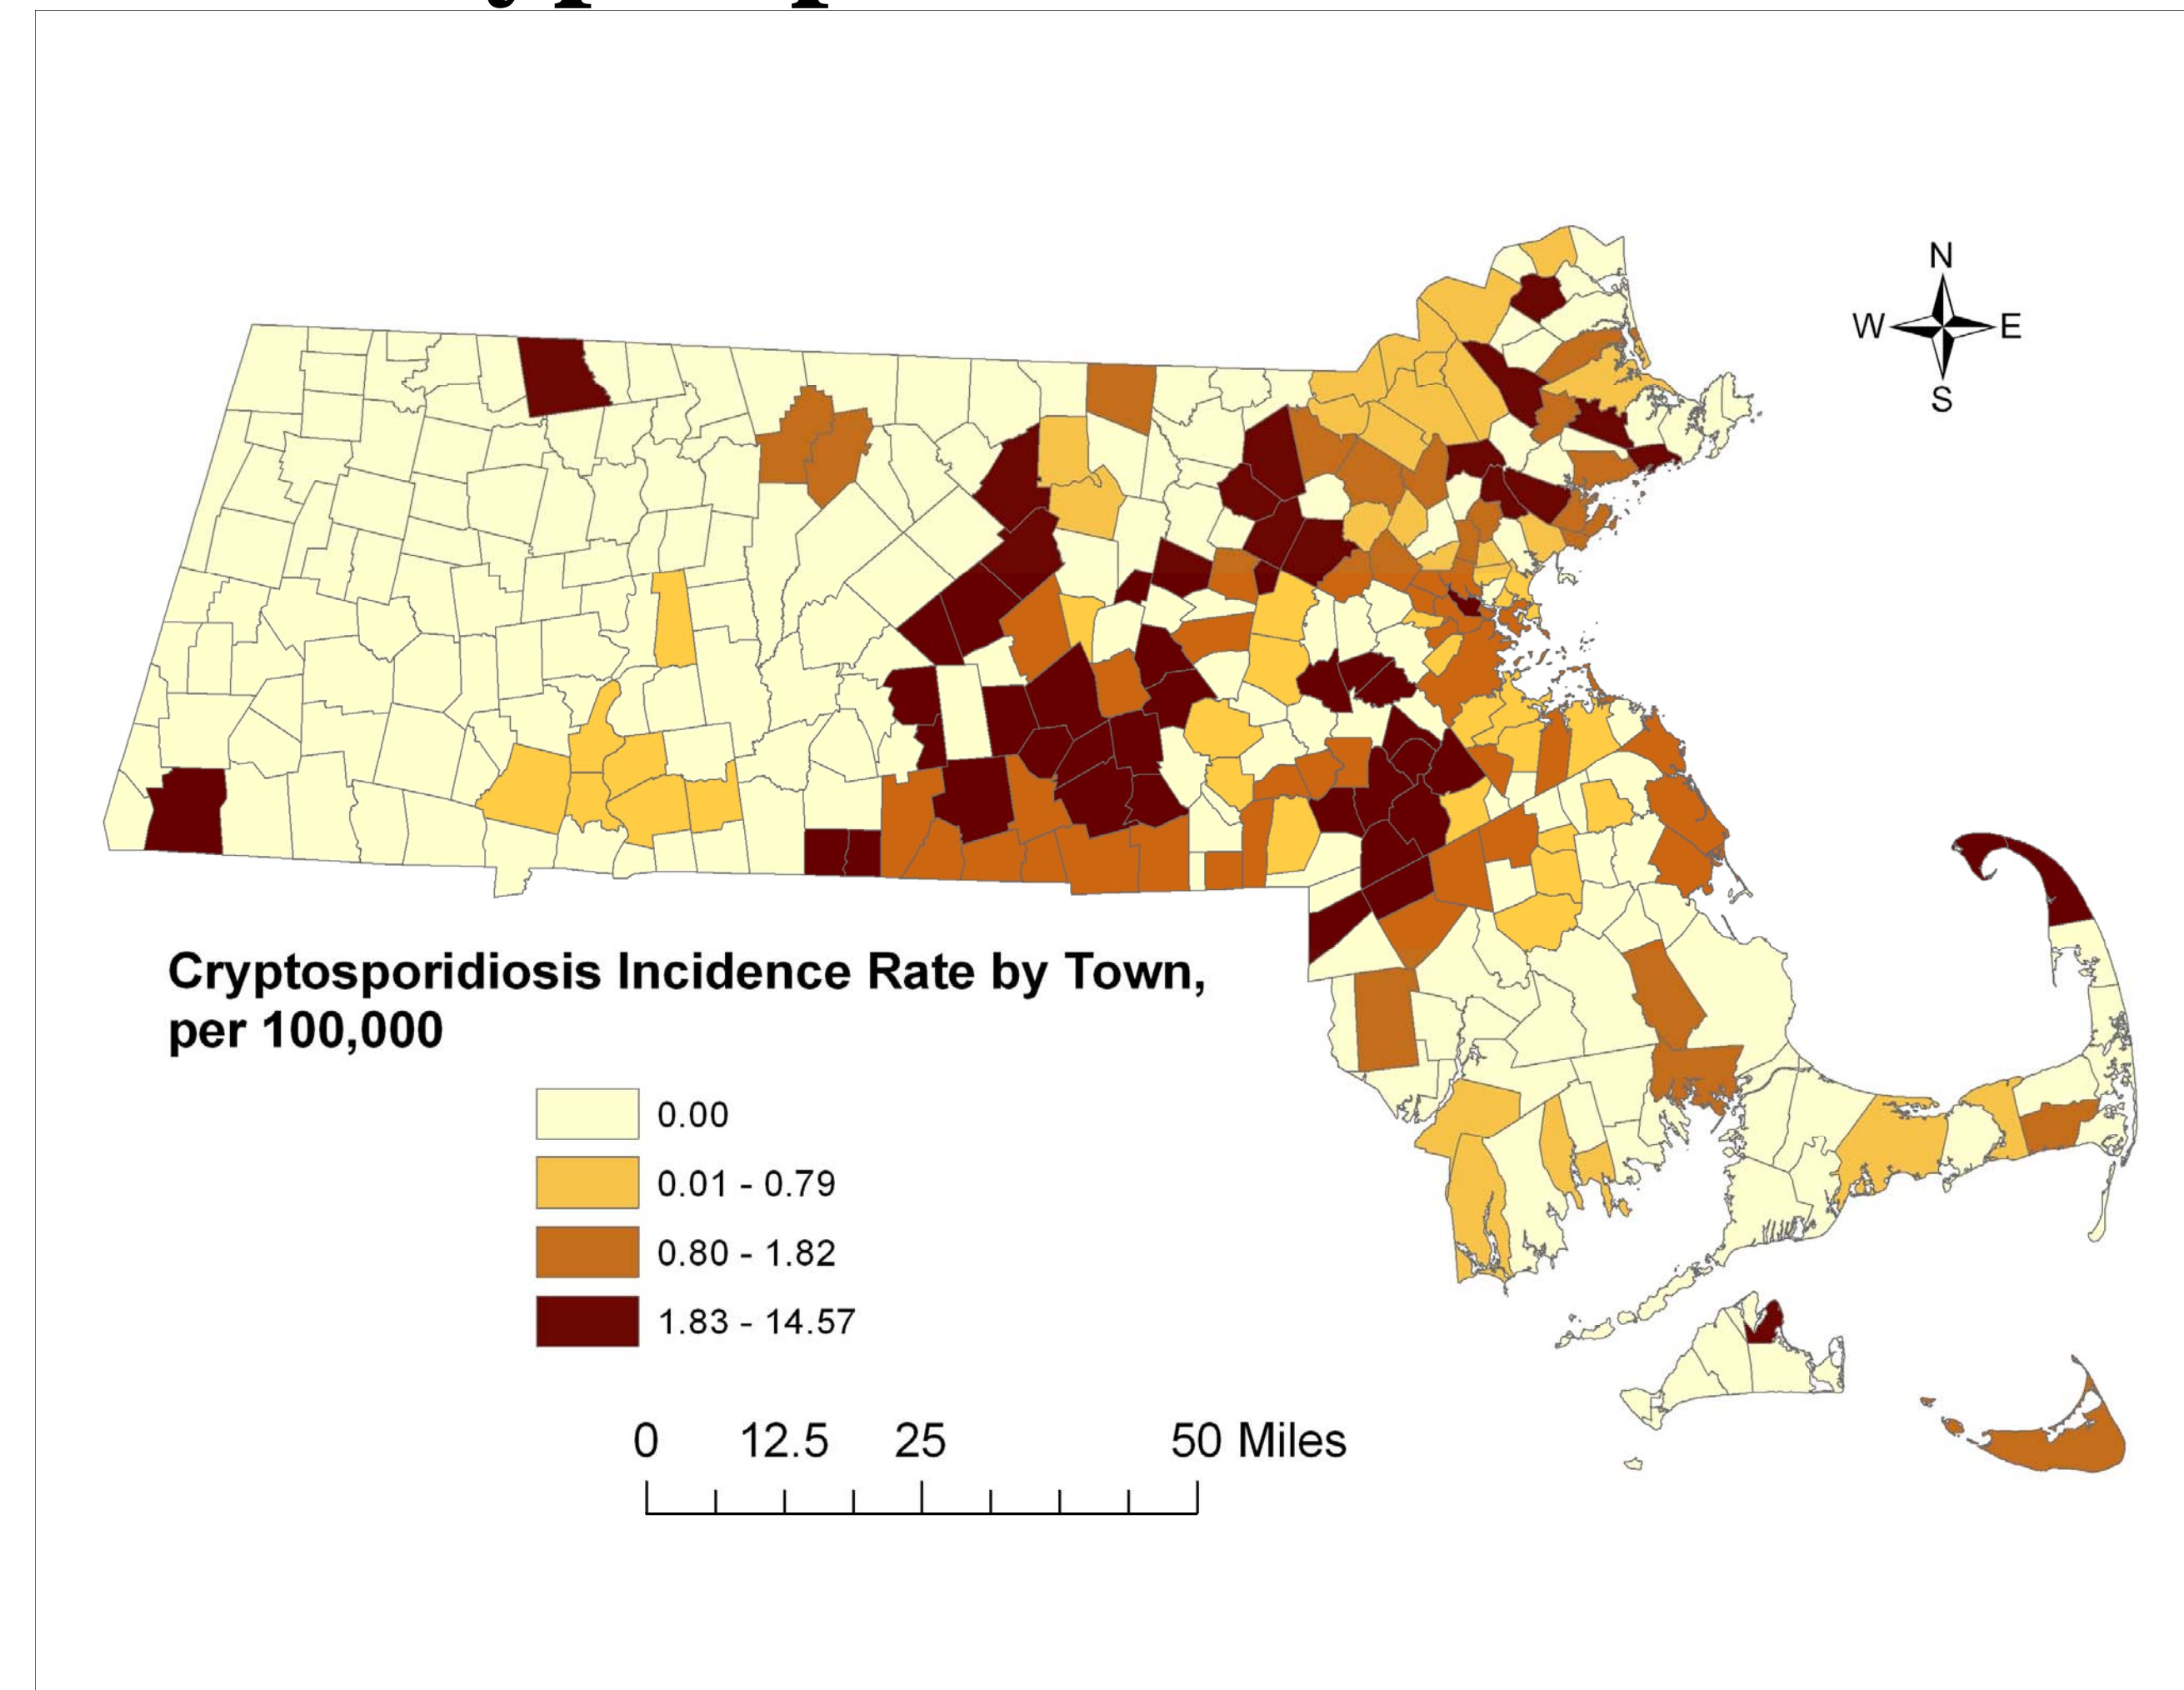 N
W E
S
Cryptosporidiosis Incidence Rate by Town,
per 100,000
0.00
0.01 - 0.79
0.80 - 1.82
1.83 - 14.57
0 12.5 25 50 Miles